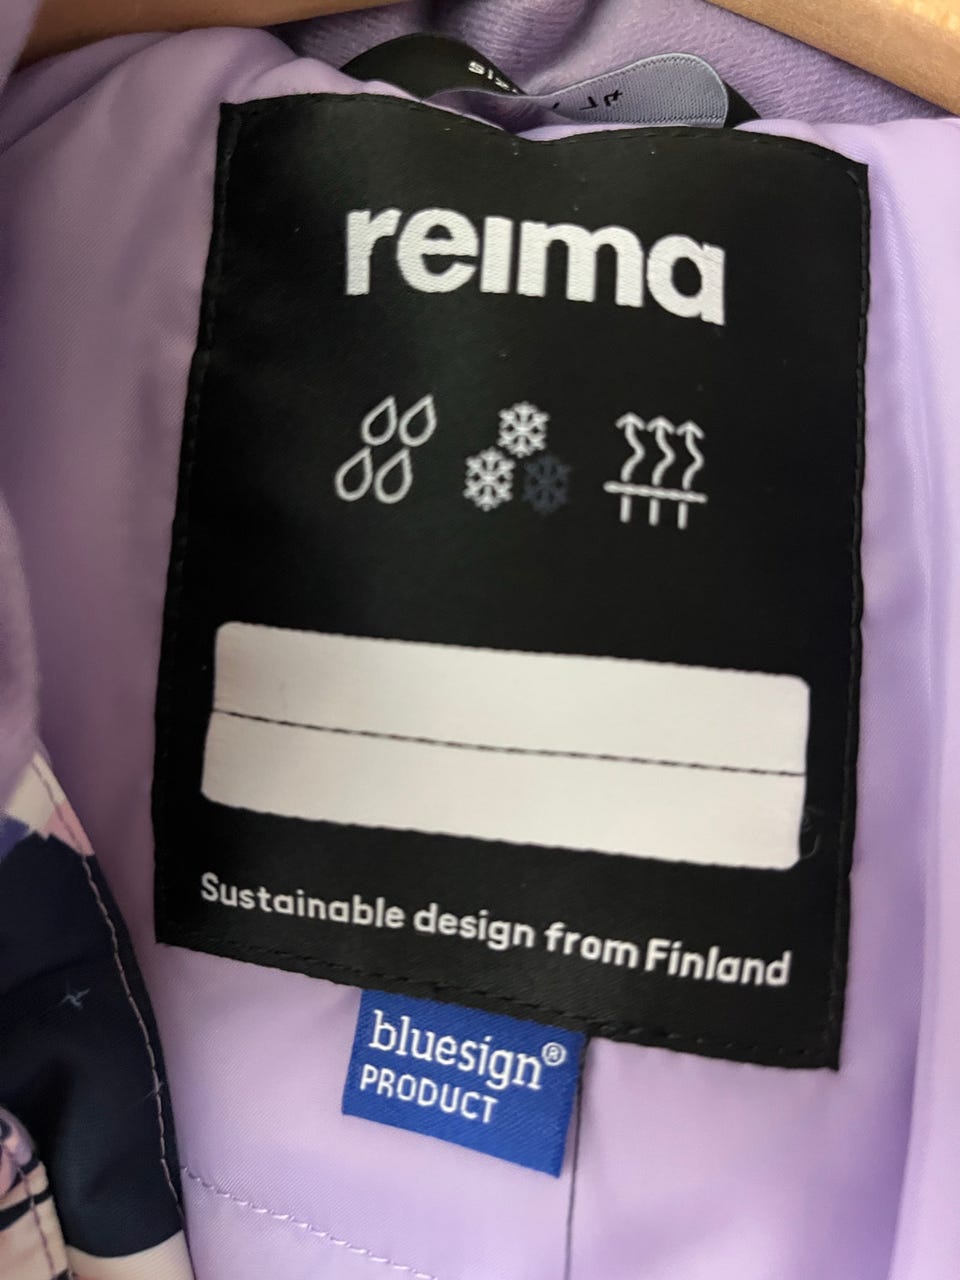 reima
Sustainable design from Finland
bluesign®
PRODUCT